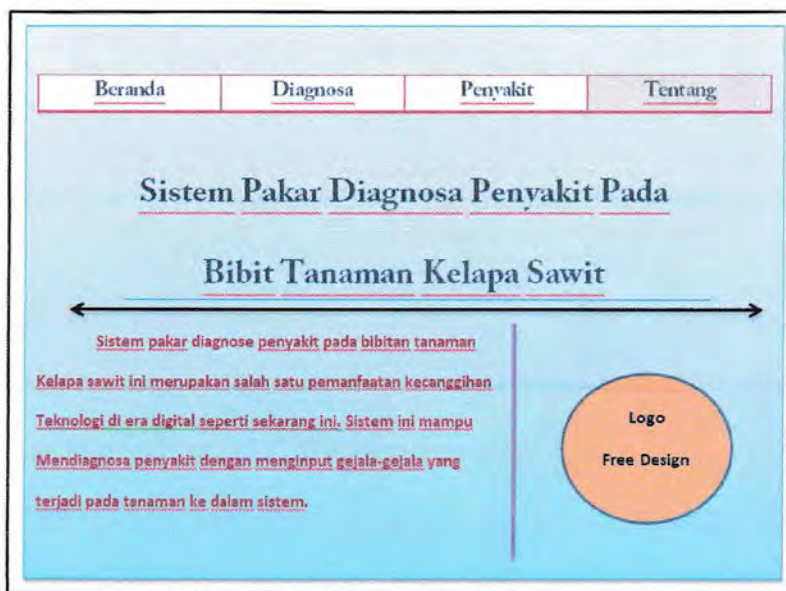 Beranda Diagnosa Penyakit Tentang
Sistem Pakar Diagnosa Penyakit Pada
Bibit Tanaman Kelapa Sawit
Sistem pakar diagnose penyakit pada bibitan tanaman
Kelapa sawit ini merupakan salah satu pemanfaatan kecanggihan
Teknologi di era digital seperti sekarang ini. Sistem ini mampu
Mendiagnosa penyakit dengan menginput gejala-gejala yang
terjadi pada tanaman ke dalam sistem.
Logo
Free Design